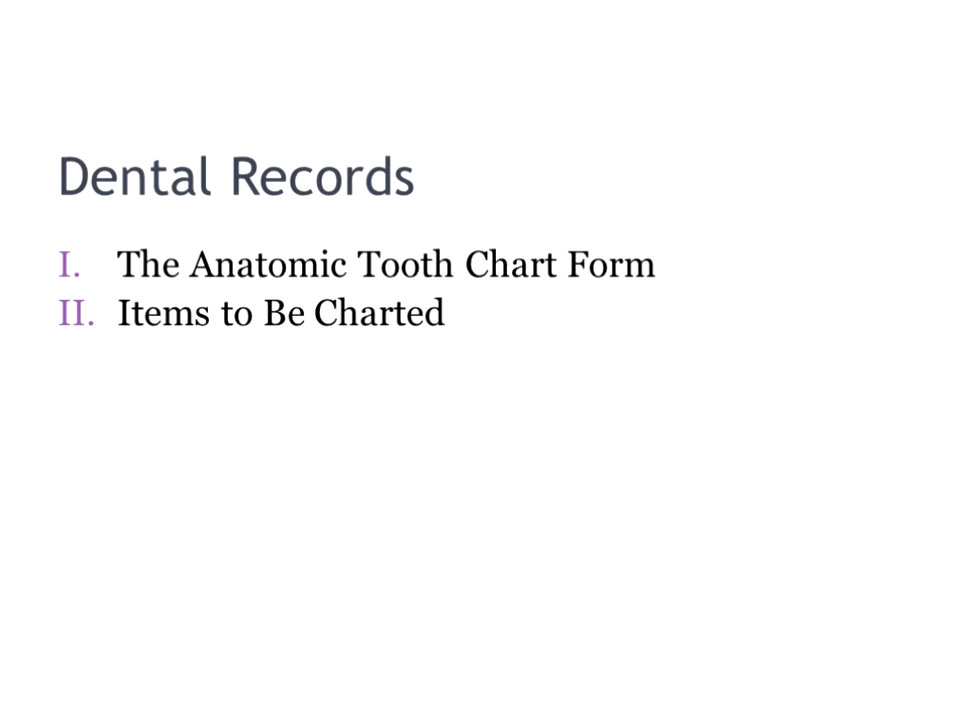 Dental Records
I. The Anatomic Tooth Chart Form
II. Items to Be Charted